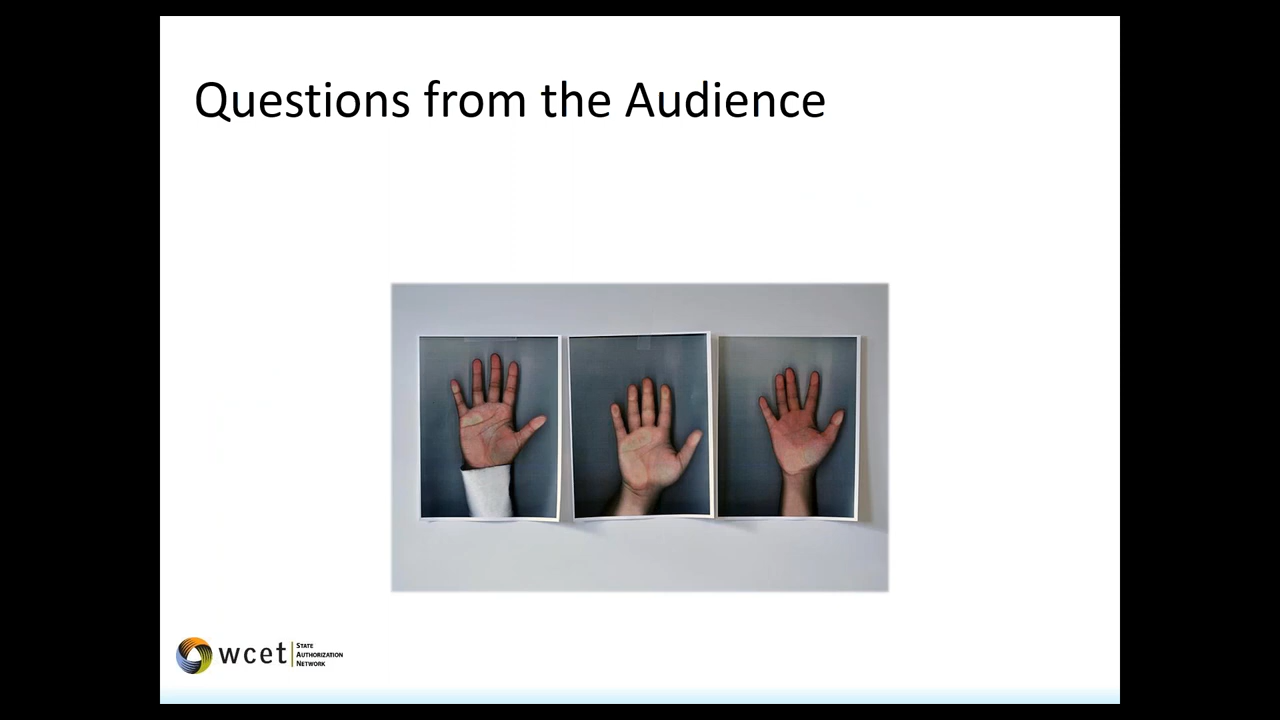 Questions from the Audience
wcet
State
Authorization
Network